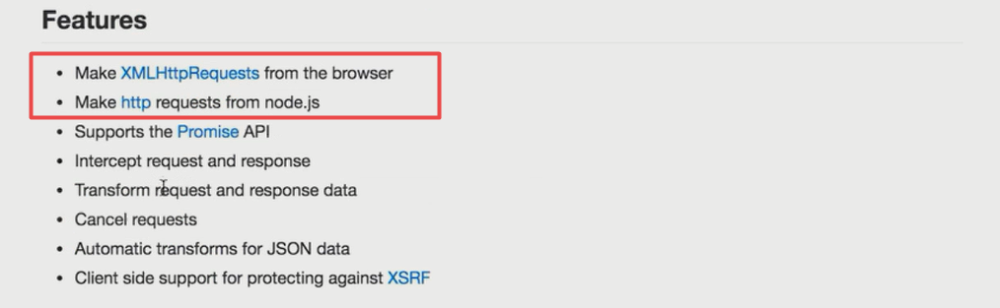 Features
• Make XMLHttpRequests from the browser
• Make http requests from node.js
• Supports the Promise API
• Intercept request and response
• Transform request and response data
• Cancel requests
• Automatic transforms for JSON data
• Client side support for protecting against XSRF